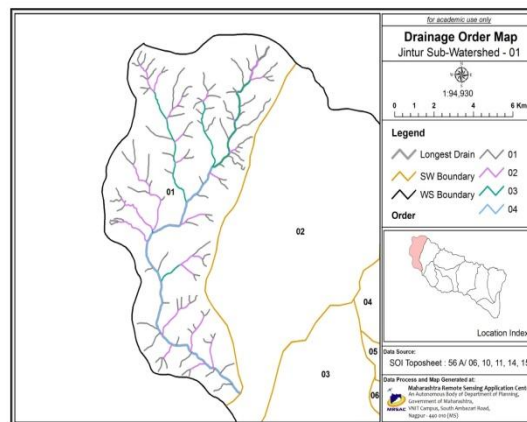 for academic use only
Drainage Order Map
Jintur Sub-Watershed - 01
N
1:94,930
0 1 2 4 6 Km
Legend
Longest Drain
SW Boundary
WS Boundary
Order
01
02
03
04
01
02
03
04
05
06
Location Index
Data Source:
SOI Toposheet : 56 A/ 06, 10, 11, 14, 15
Data Process and Map Generated at:
Maharashtra Remote Sensing Application Cent
An Autonomous Body of Department of Planning,
Government of Maharashtra,
VNIT Campus, South Ambazari Road,
Nagpur - 440 010 (MS)
MRSAC